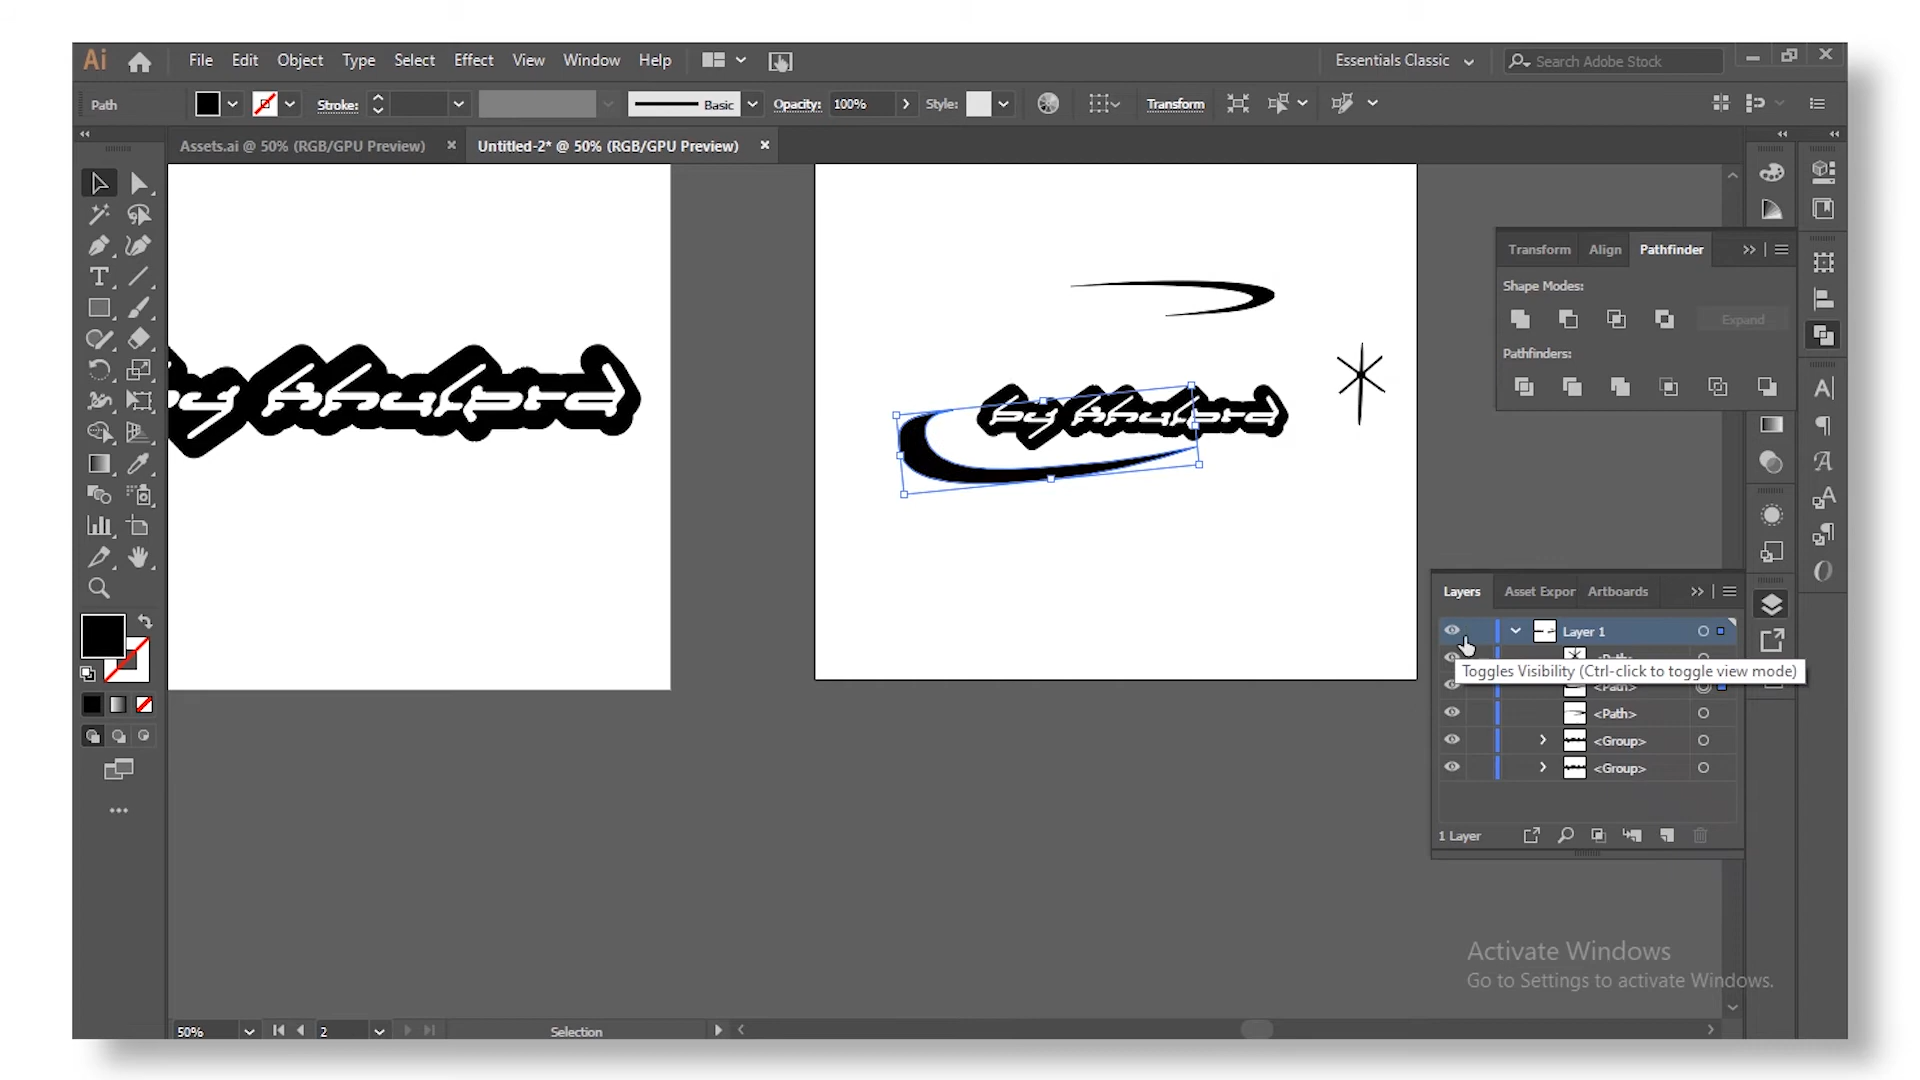 Ai File Edit Object Type Select Effect View Window Help Essentials Classic Search Adobe Stock
Path Stroke: Basic Opacity: 100% Style: Transform
Assets.ai @ 50% (RGB/GPU Preview) × Untitled-2* @ 50% (RGB/GPU Preview) ×
Transform Align Pathfinder
Shape Modes:
Expand
Pathfinders:
Layers Asset Expor Artboards
Layer 1
Toggles Visibility (Ctrl-click to toggle view mode)
<Path>
<Path>
<Group>
<Group>
1 Layer
Activate Windows
Go to Settings to activate Windows.
50% 2 Selection